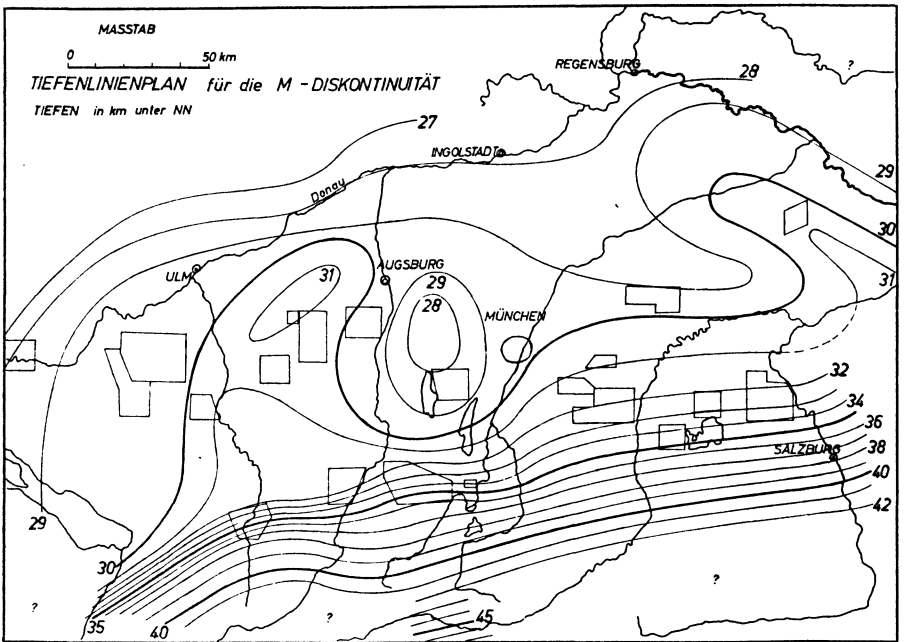 MASSTAB
0 50 km
TIEFENLINIENPLAN für die M - DISKONTINUITÄT
TIEFEN in km unter NN
REGENSBURG
?
28
27
INGOLSTADT
29
Donau
30
ULM
31
AUGSBURG
29
28
MÜNCHEN
31
32
34
36
SALZBURG
38
40
42
29
30
?
35
40
?
45
?